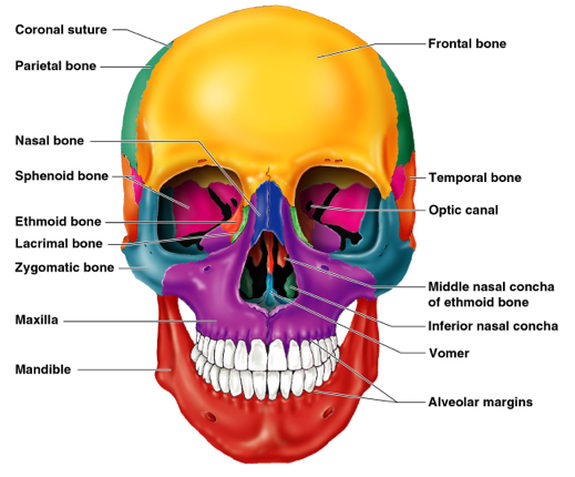 Coronal suture
Parietal bone
Nasal bone
Sphenoid bone
Ethmoid bone
Lacrimal bone
Zygomatic bone
Maxilla
Mandible
Frontal bone
Temporal bone
Optic canal
Middle nasal concha
of ethmoid bone
Inferior nasal concha
Vomer
Alveolar margins